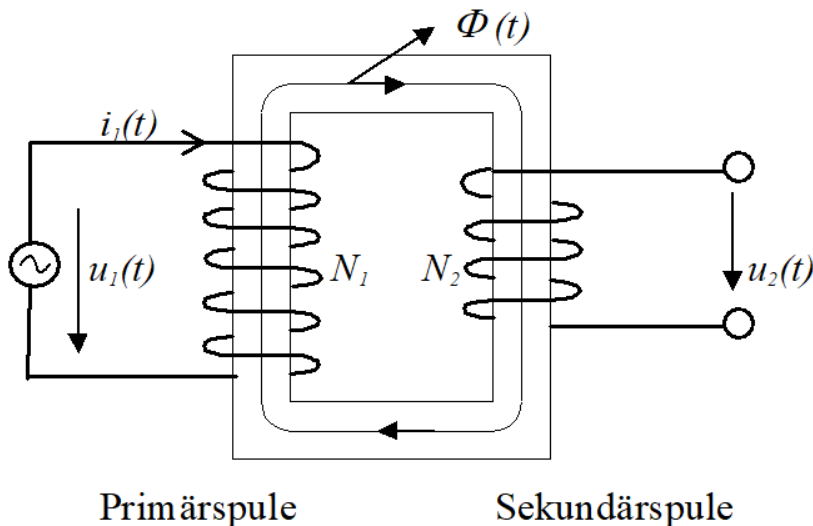 Φ(t)
i₁(t)
u₁(t)
N₁
N₂
u₂(t)
Primärspule
Sekundärspule